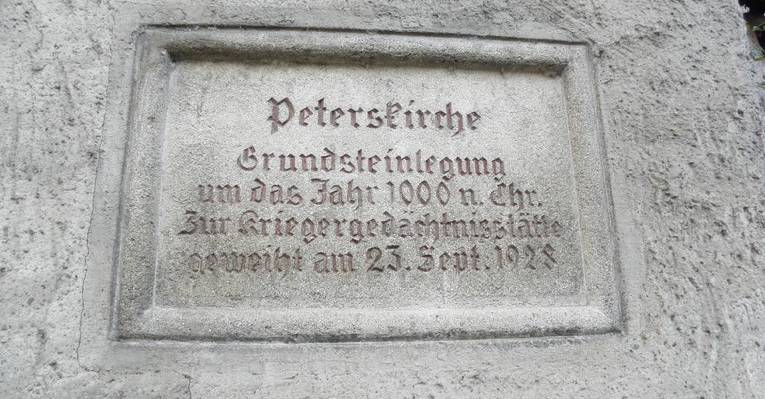 Peterskirche
Grundsteinlegung
um das Jahr 1000 n. Chr.
Zur Kriegergedächtnisstätte
geweiht am 23. Sept. 1928